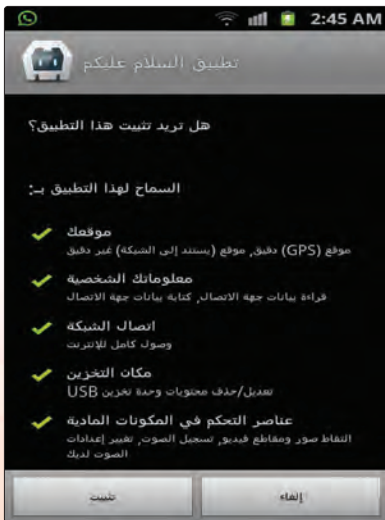 2:45 AM
تطبيق السلام عليكم
هل تريد تثبيت هذا التطبيق؟
السماح لهذا التطبيق بـ:
موقعك
موقع (GPS) دقيق, موقع (يستند إلى الشبكة) غير دقيق
معلوماتك الشخصية
قراءة بيانات جهة الاتصال, كتابة بيانات جهة الاتصال
اتصال الشبكة
وصول كامل للإنترنت
مكان التخزين
تعديل/حذف محتويات وحدة تخزين USB
عناصر التحكم في المكونات المادية
التقاط صور ومقاطع فيديو, تسجيل الصوت, تغيير إعدادات
الصوت لديك
إلغاء
تثبيت